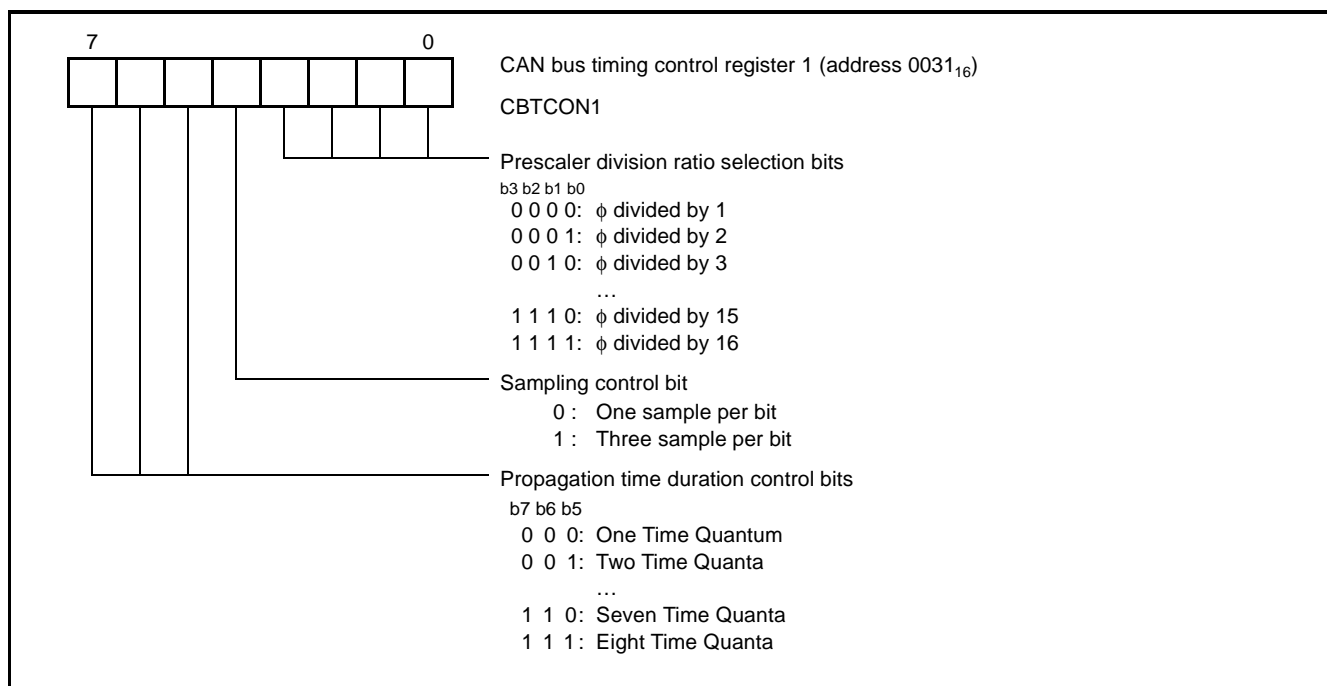 7 0
CAN bus timing control register 1 (address 0031₁₆)
CBTCON1
Prescaler division ratio selection bits
b3 b2 b1 b0
0 0 0 0: ϕ divided by 1
0 0 0 1: ϕ divided by 2
0 0 1 0: ϕ divided by 3
…
1 1 1 0: ϕ divided by 15
1 1 1 1: ϕ divided by 16
Sampling control bit
0 : One sample per bit
1 : Three sample per bit
Propagation time duration control bits
b7 b6 b5
0 0 0: One Time Quantum
0 0 1: Two Time Quanta
…
1 1 0: Seven Time Quanta
1 1 1: Eight Time Quanta